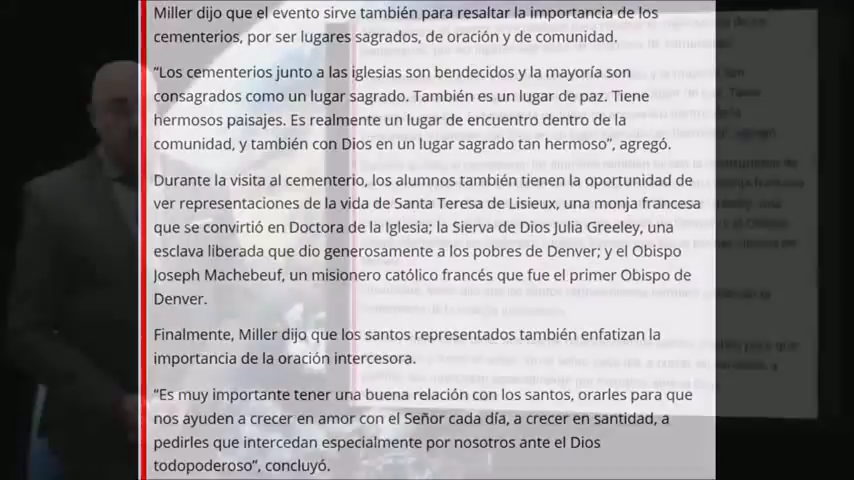 Miller dijo que el evento sirve también para resaltar la importancia de los
cementerios, por ser lugares sagrados, de oración y de comunidad.
“Los cementerios junto a las iglesias son bendecidos y la mayoría son
consagrados como un lugar sagrado. También es un lugar de paz. Tiene
hermosos paisajes. Es realmente un lugar de encuentro dentro de la
comunidad, y también con Dios en un lugar sagrado tan hermoso”, agregó.
Durante la visita al cementerio, los alumnos también tienen la oportunidad de
ver representaciones de la vida de Santa Teresa de Lisieux, una monja francesa
que se convirtió en Doctora de la Iglesia; la Sierva de Dios Julia Greeley, una
esclava liberada que dio generosamente a los pobres de Denver; y el Obispo
Joseph Machebeuf, un misionero católico francés que fue el primer Obispo de
Denver.
Finalmente, Miller dijo que los santos representados también enfatizan la
importancia de la oración intercesora.
“Es muy importante tener una buena relación con los santos, orarles para que
nos ayuden a crecer en amor con el Señor cada día, a crecer en santidad, a
pedirles que intercedan especialmente por nosotros ante el Dios
todopoderoso”, concluyó.